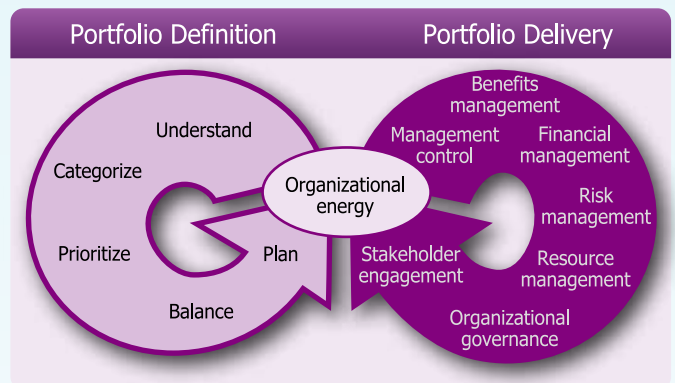 Portfolio Definition
Portfolio Delivery
Understand
Categorize
Prioritize
Balance
Plan
Organizational
energy
Benefits
management
Management
control
Financial
management
Risk
management
Resource
management
Organizational
governance
Stakeholder
engagement